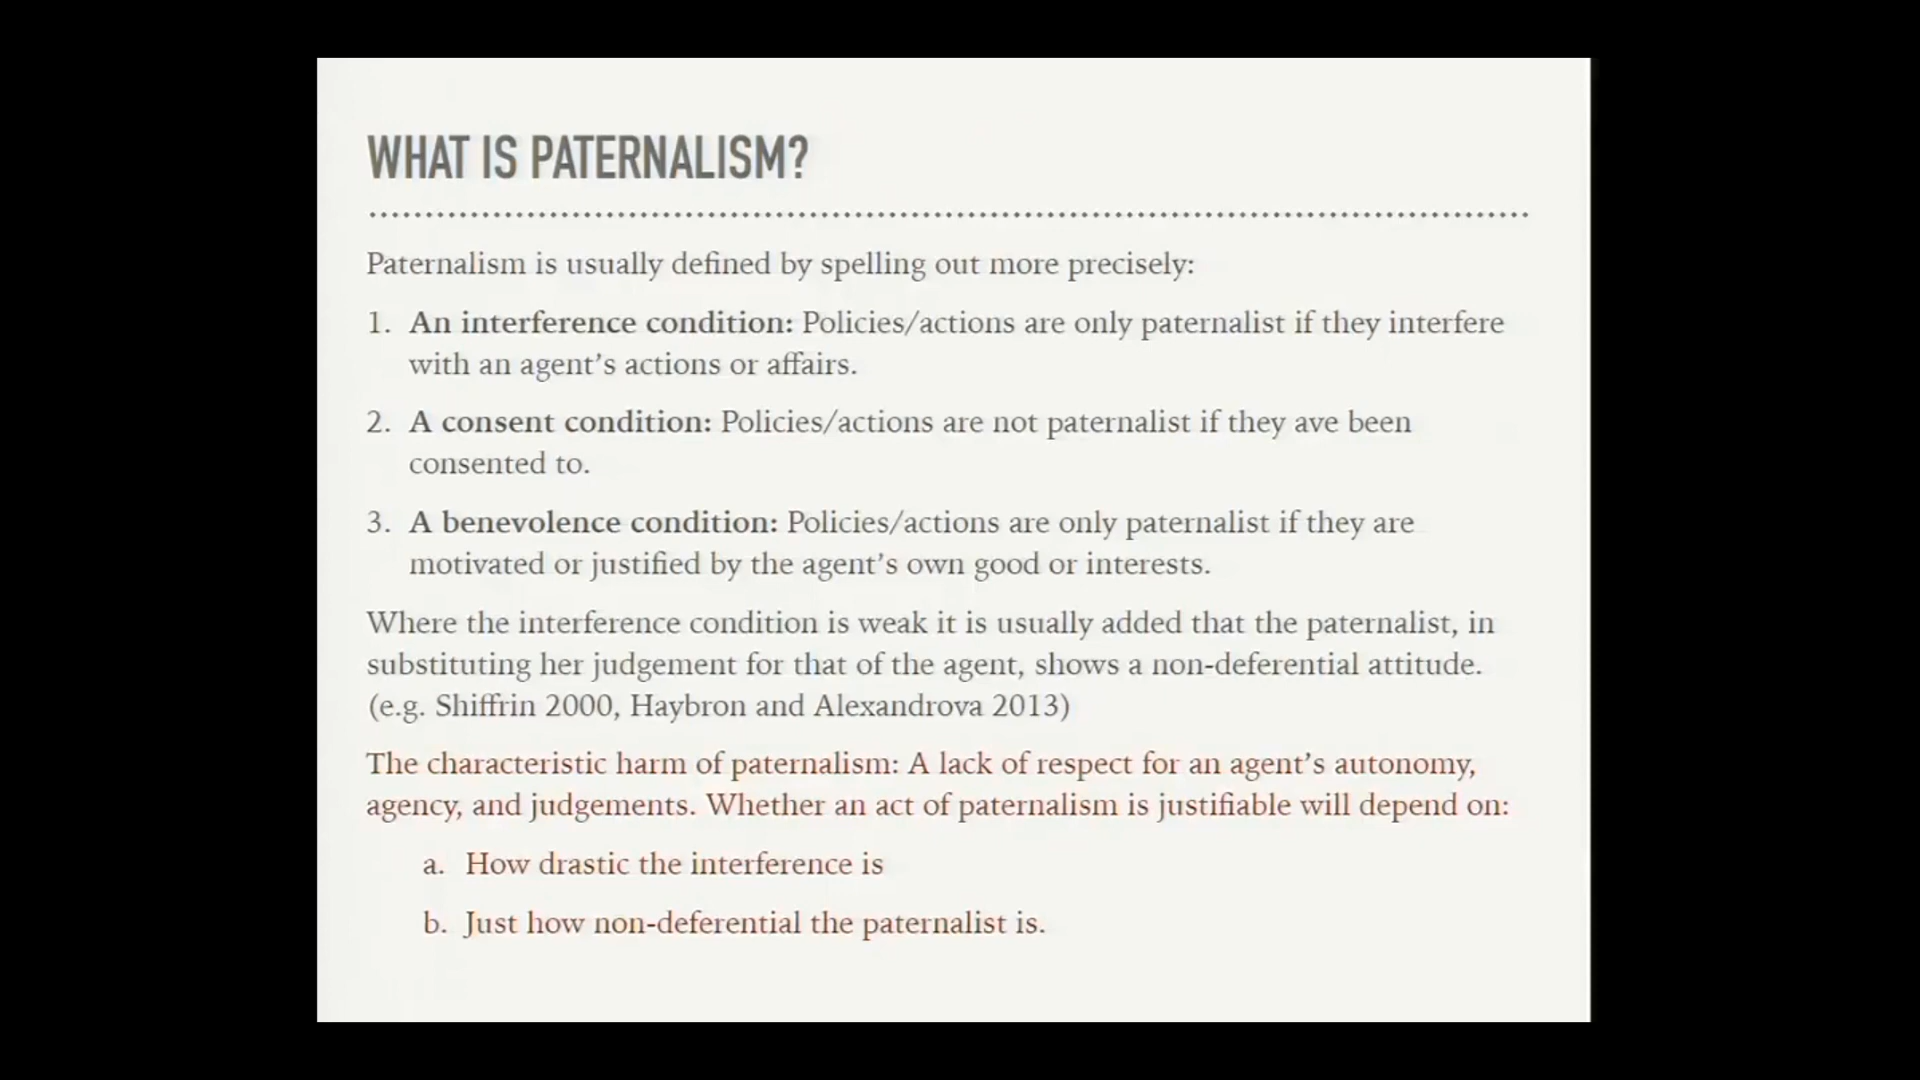 WHAT IS PATERNALISM?
Paternalism is usually defined by spelling out more precisely:
1. An interference condition: Policies/actions are only paternalist if they interfere
with an agent's actions or affairs.
2. A consent condition: Policies/actions are not paternalist if they ave been
consented to.
3. A benevolence condition: Policies/actions are only paternalist if they are
motivated or justified by the agent's own good or interests.
Where the interference condition is weak it is usually added that the paternalist, in
substituting her judgement for that of the agent, shows a non-deferential attitude.
(e.g. Shiffrin 2000, Haybron and Alexandrova 2013)
The characteristic harm of paternalism: A lack of respect for an agent's autonomy,
agency, and judgements. Whether an act of paternalism is justifiable will depend on:
a. How drastic the interference is
b. Just how non-deferential the paternalist is.